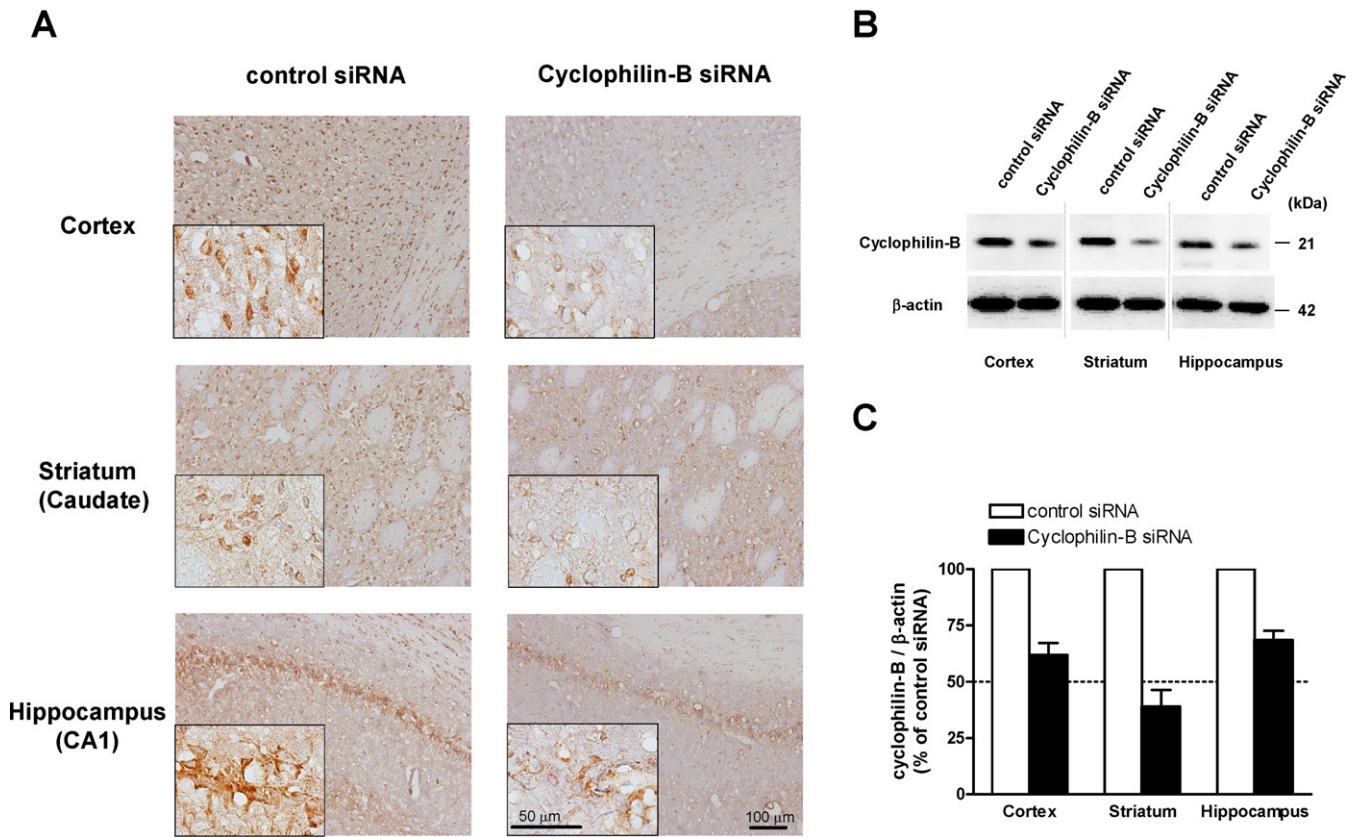 A
control siRNA
Cyclophilin-B siRNA
Cortex
Striatum
(Caudate)
Hippocampus
(CA1)
50 µm
100 µm
B
control siRNA
Cyclophilin-B siRNA
control siRNA
Cyclophilin-B siRNA
control siRNA
Cyclophilin-B siRNA
(kDa)
Cyclophilin-B
21
β-actin
42
Cortex
Striatum
Hippocampus
C
control siRNA
Cyclophilin-B siRNA
cyclophilin-B / β-actin
(% of control siRNA)
100
75
50
25
0
Cortex
Striatum
Hippocampus